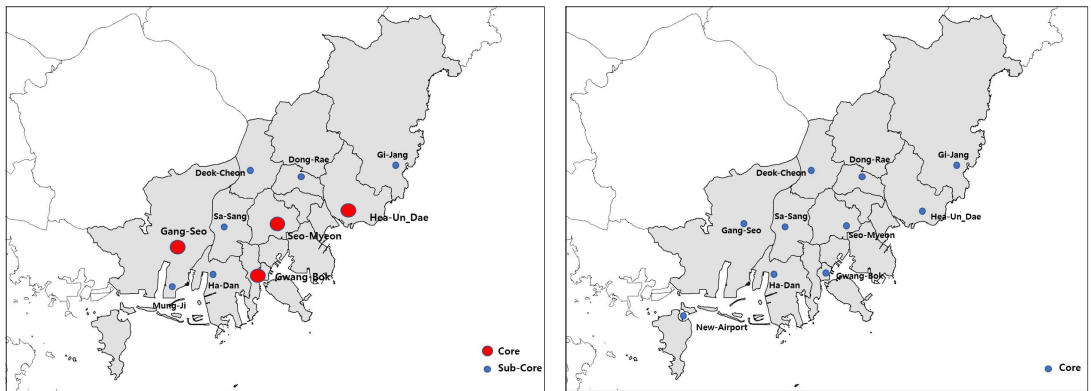 Gi-Jang
Dong-Rae
Deok-Cheon
Sa-Sang
Hea-Un_Dae
Gang-Seo
Seo-Myeon
Gwang-Bok
Ha-Dan
Mung-Ji
Core
Sub-Core
Gi-Jang
Dong-Rae
Deok-Cheon
Sa-Sang
Hea-Un_Dae
Gang-Seo
Seo-Myeon
Gwang-Bok
Ha-Dan
New-Airport
Core